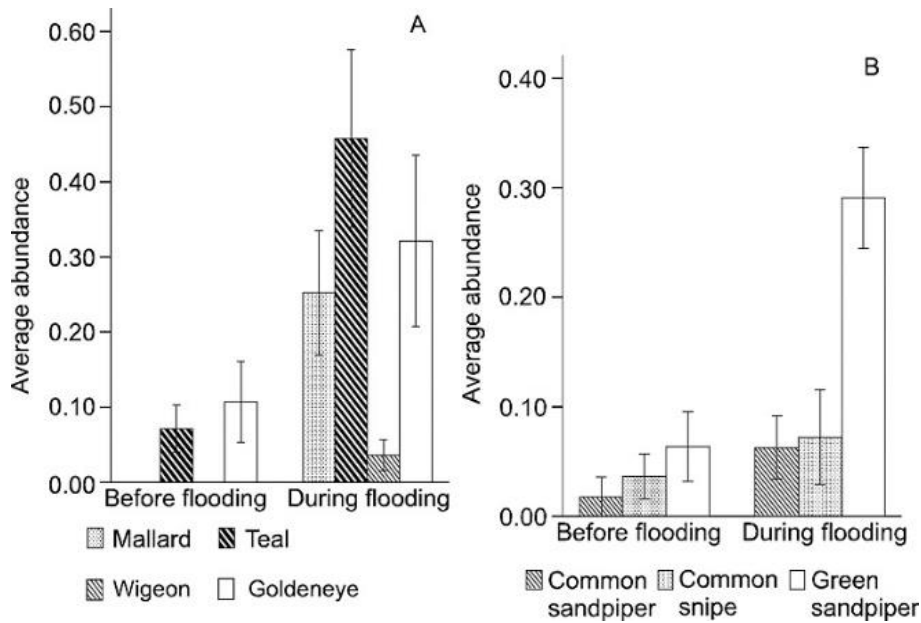 A
Average abundance
0.60
0.50
0.40
0.30
0.20
0.10
0.00
Before flooding During flooding
Mallard Teal
Wigeon Goldeneye
B
Average abundance
0.40
0.30
0.20
0.10
0.00
Before flooding During flooding
Common sandpiper
Common snipe
Green sandpiper